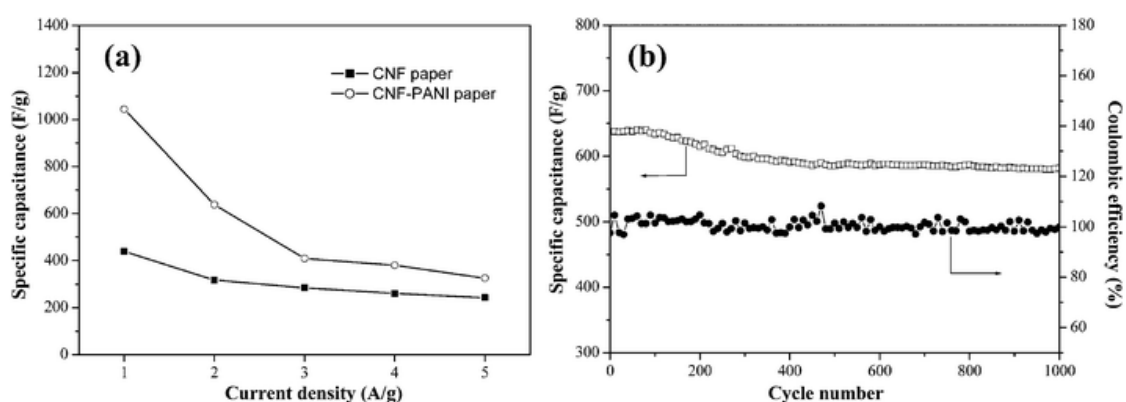 (a)
CNF paper
CNF-PANI paper
1400
1200
1000
800
600
400
200
0
Specific capacitance (F/g)
1 2 3 4 5
Current density (A/g)
(b)
800
700
600
500
400
300
Specific capacitance (F/g)
0 200 400 600 800 1000
Cycle number
180
160
140
120
100
80
60
Coulombic efficiency (%)